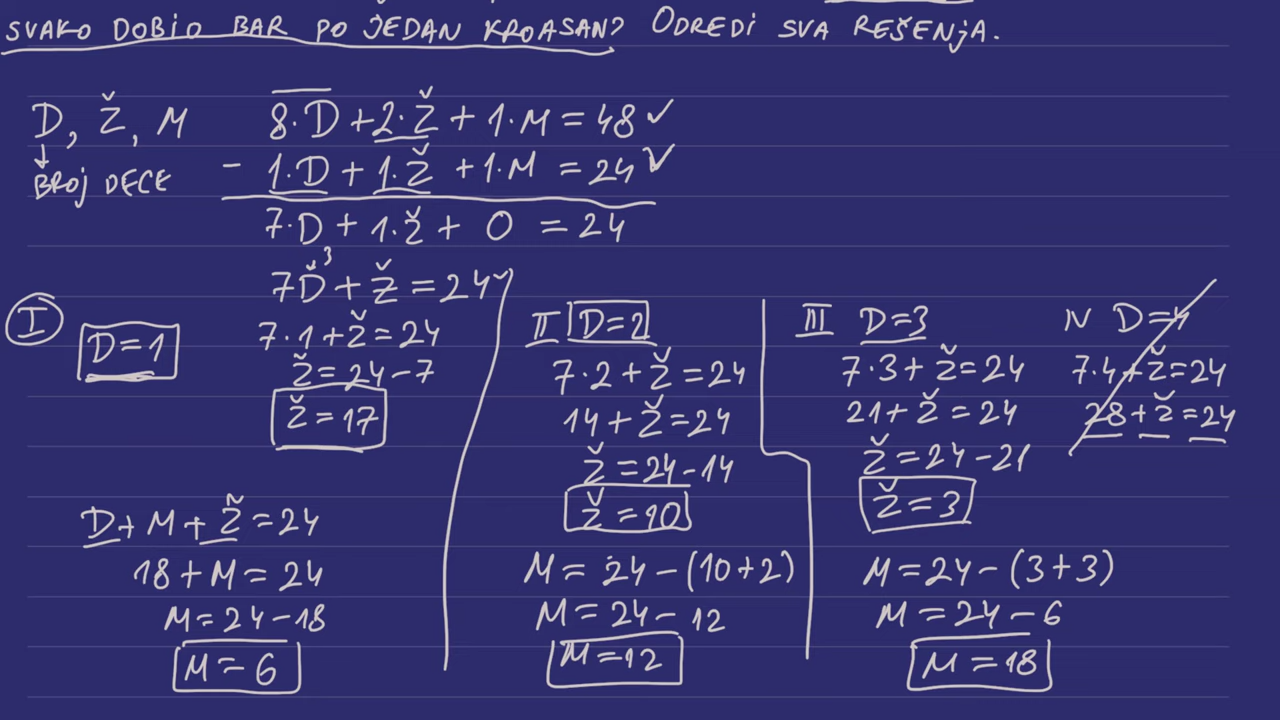 SVAKO DOBIO BAR PO JEDAN KROASAN? ODREDI SVA REŠENJA.
D, Ž, M
BROJ DECE
8·D + 2·Ž + 1·M = 48 ✓
- 1·D + 1·Ž + 1·M = 24 ✓
7·D + 1·Ž + 0 = 24
3
7D + Ž = 24
I
D=1
7·1 + Ž = 24
Ž = 24 - 7
Ž = 17
D + M + Ž = 24
18 + M = 24
M = 24 - 18
M = 6
II D=2
7·2 + Ž = 24
14 + Ž = 24
Ž = 24 - 14
Ž = 10
M = 24 - (10+2)
M = 24 - 12
M = 12
III D=3
7·3 + Ž = 24
21 + Ž = 24
Ž = 24 - 21
Ž = 3
M = 24 - (3+3)
M = 24 - 6
M = 18
IV D=4
7·4 + Ž = 24
28 + Ž = 24